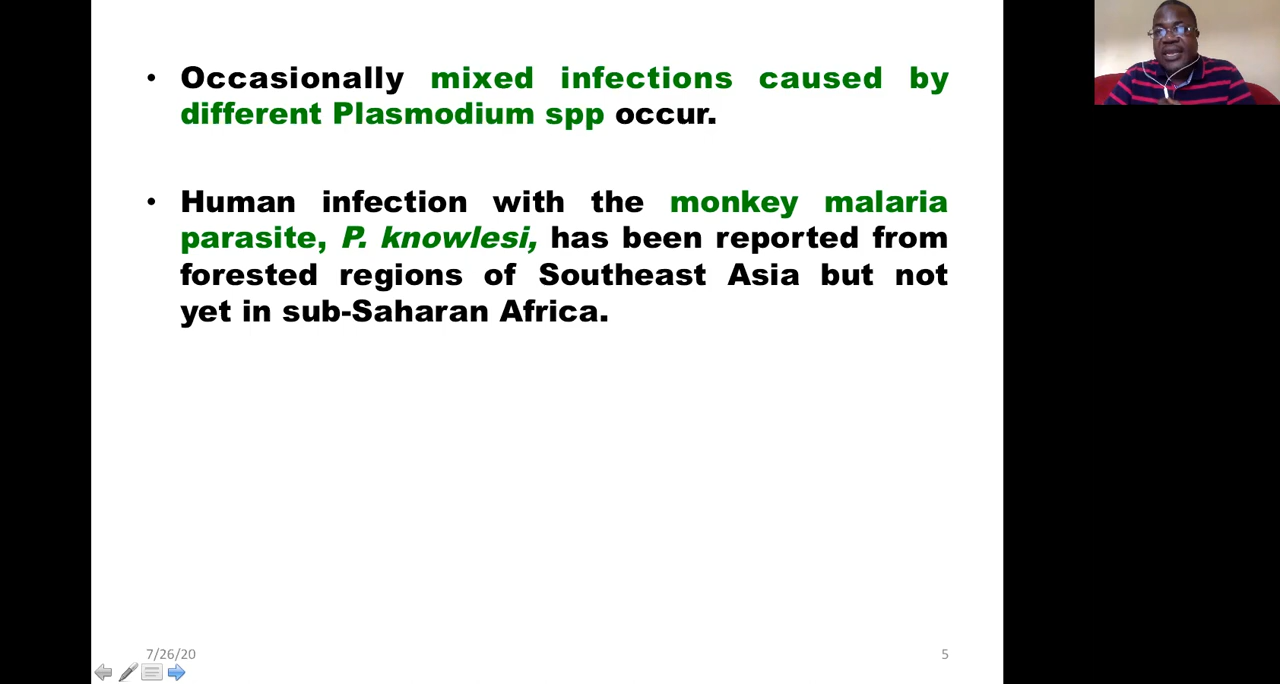 • Occasionally mixed infections caused by
different Plasmodium spp occur.
• Human infection with the monkey malaria
parasite, P. knowlesi, has been reported from
forested regions of Southeast Asia but not
yet in sub-Saharan Africa.
7/26/20
5